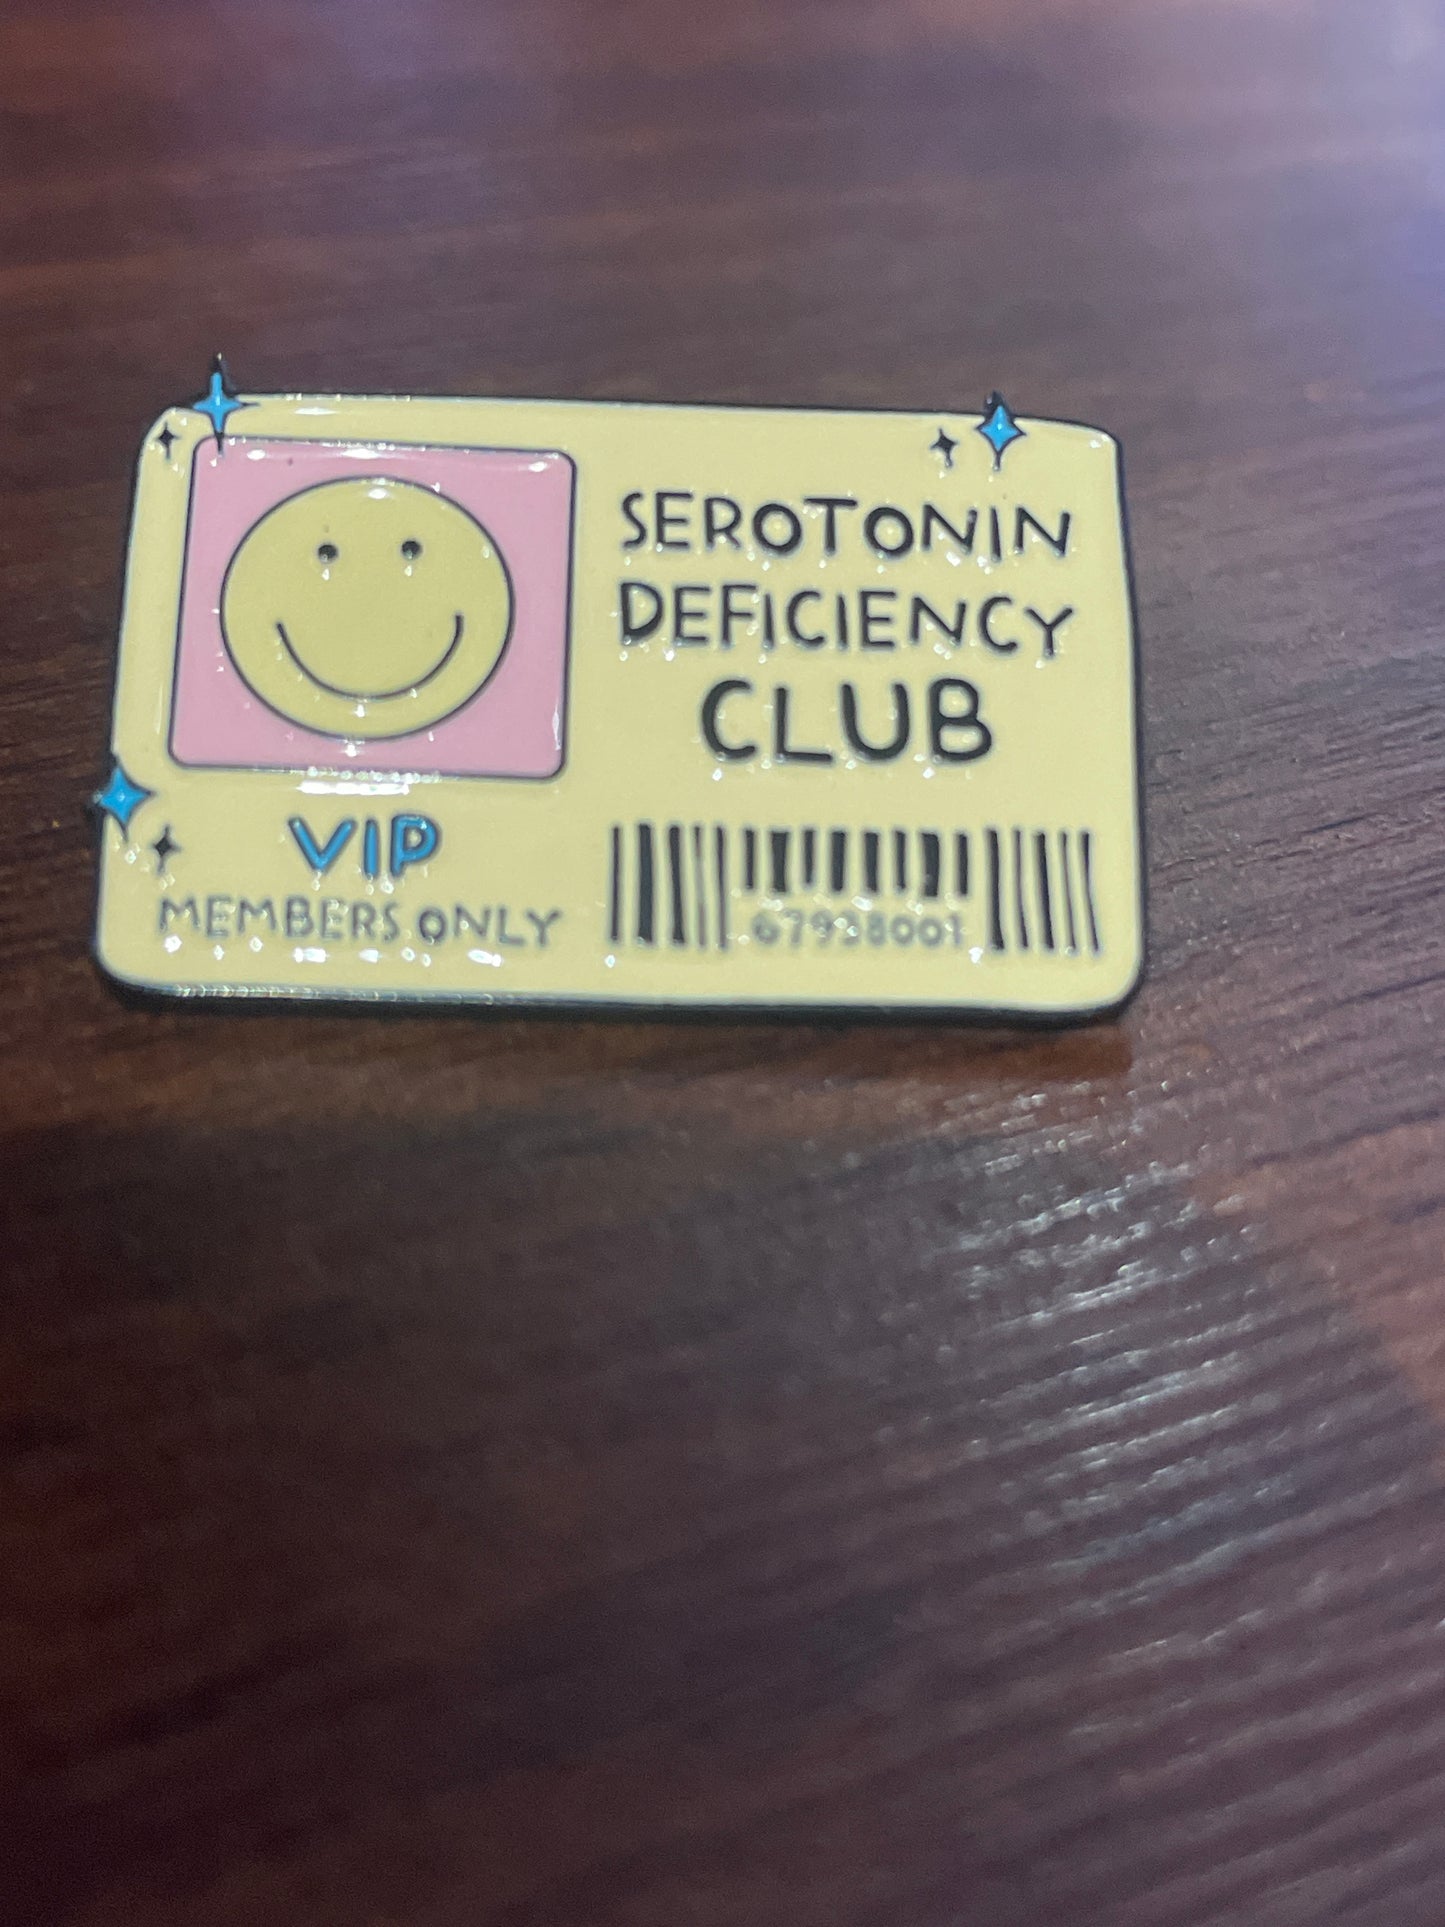 SEROTONIN
DEFICIENCY
CLUB
VIP
MEMBERS ONLY